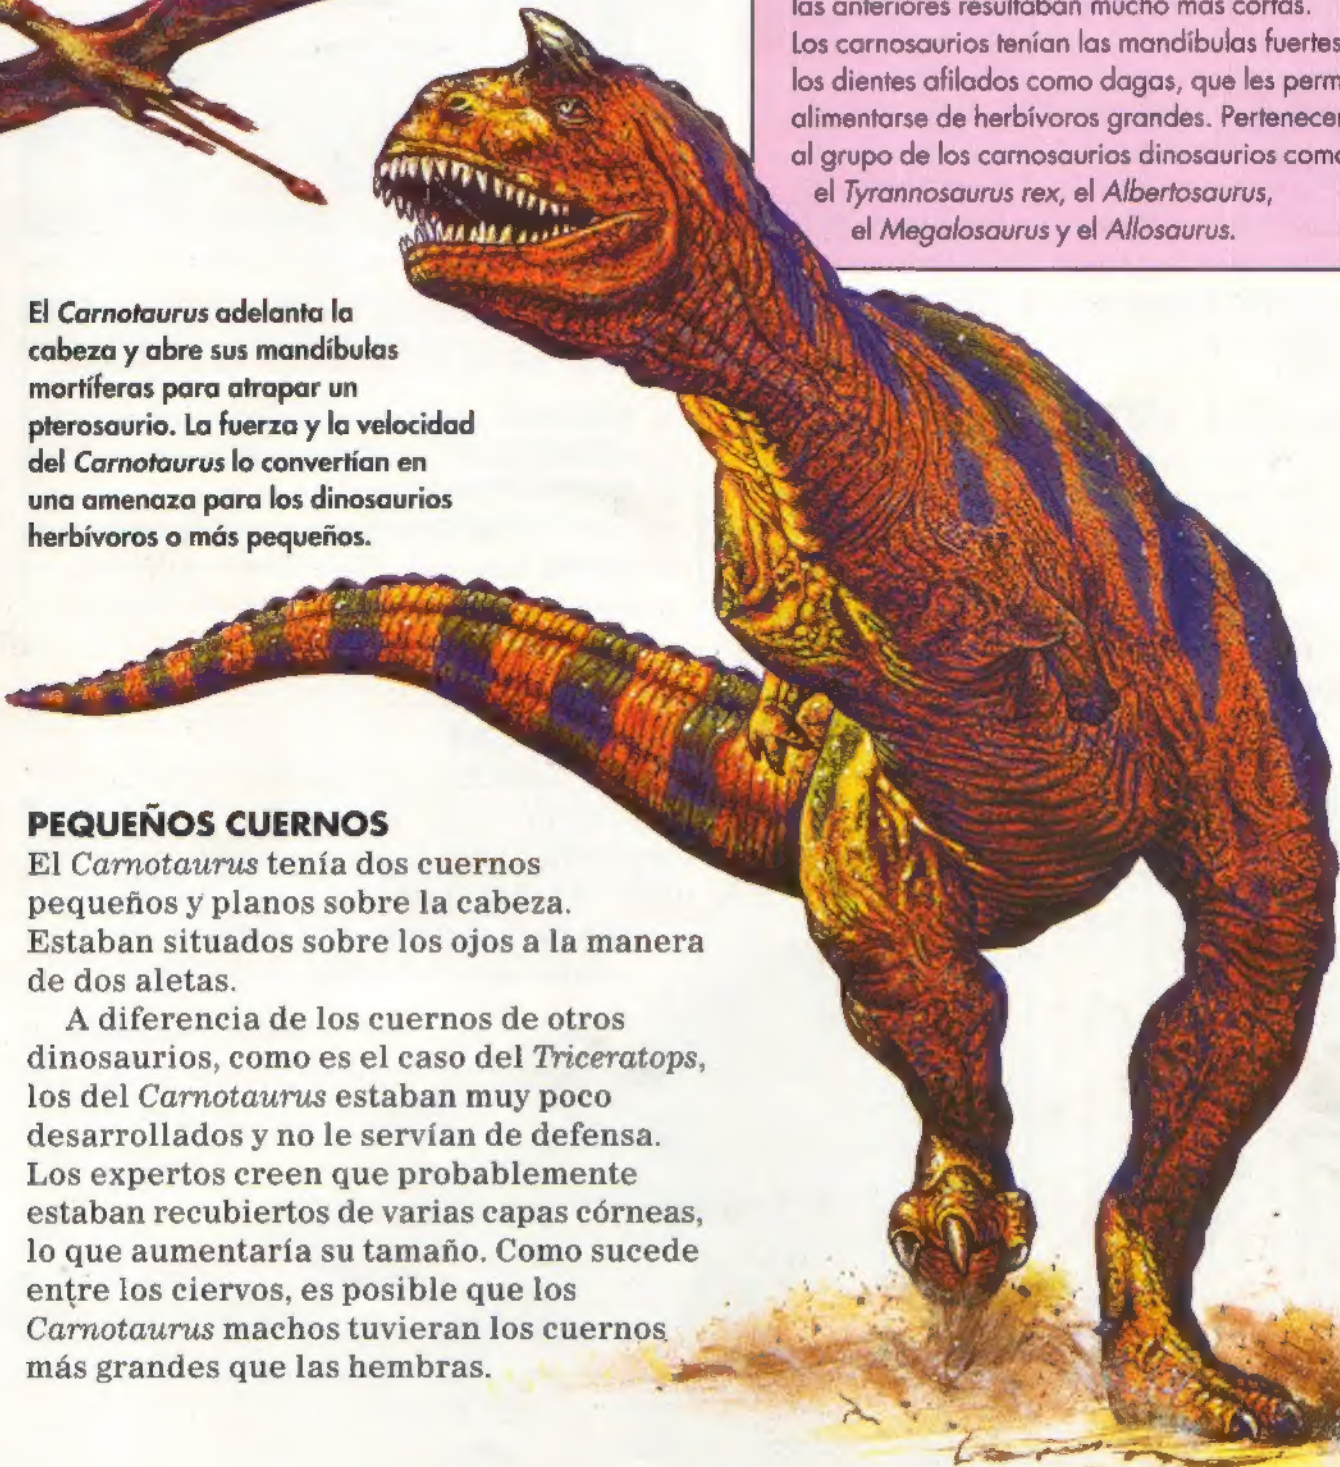 las anteriores resultaban mucho más cortas.
Los carnosaurios tenían las mandíbulas fuertes
los dientes afilados como dagas, que les perm
alimentarse de herbívoros grandes. Pertenecen
al grupo de los carnosaurios dinosaurios como
el Tyrannosaurus rex, el Albertosaurus,
el Megalosaurus y el Allosaurus.
El Carnotaurus adelanta la
cabeza y abre sus mandíbulas
mortíferas para atrapar un
pterosaurio. La fuerza y la velocidad
del Carnotaurus lo convertían en
una amenaza para los dinosaurios
herbívoros o más pequeños.
PEQUEÑOS CUERNOS
El Carnotaurus tenía dos cuernos
pequeños y planos sobre la cabeza.
Estaban situados sobre los ojos a la manera
de dos aletas.
A diferencia de los cuernos de otros
dinosaurios, como es el caso del Triceratops,
los del Carnotaurus estaban muy poco
desarrollados y no le servían de defensa.
Los expertos creen que probablemente
estaban recubiertos de varias capas córneas,
lo que aumentaría su tamaño. Como sucede
entre los ciervos, es posible que los
Carnotaurus machos tuvieran los cuernos
más grandes que las hembras.